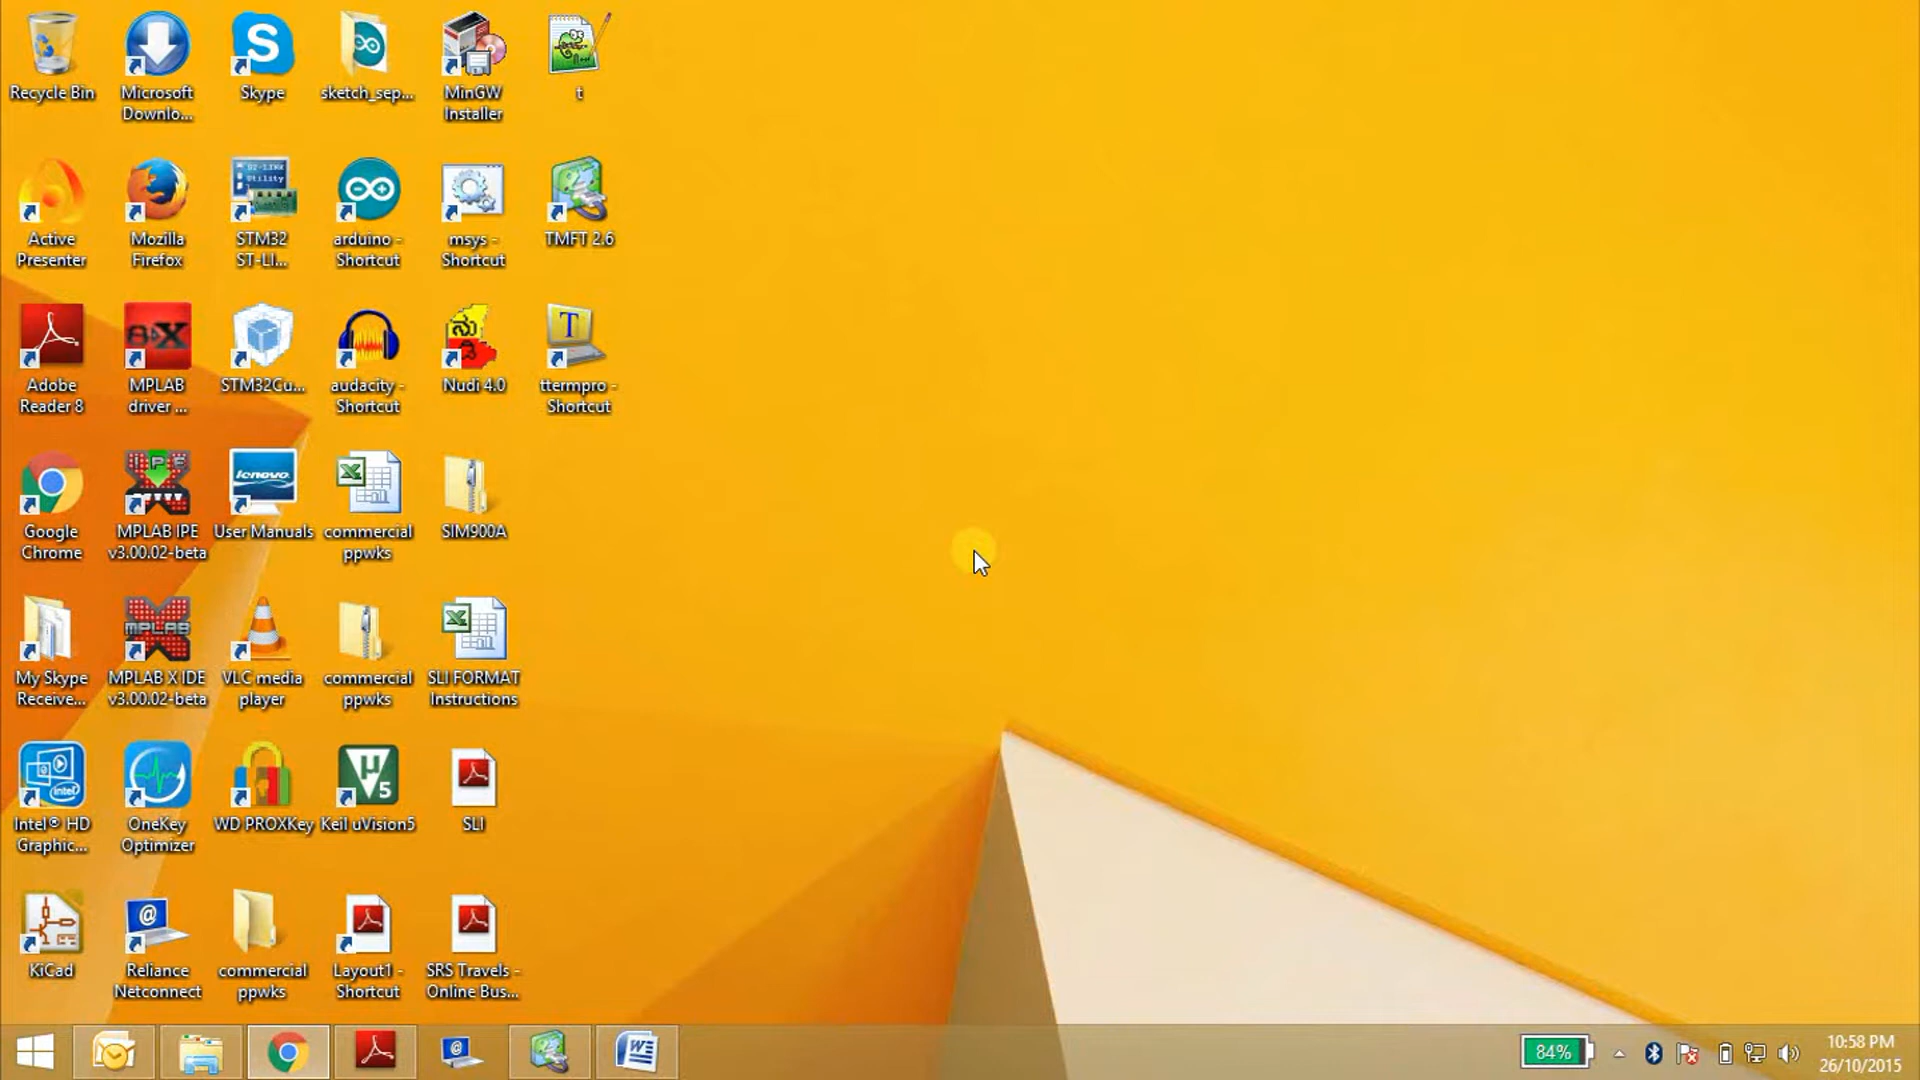 Recycle Bin
Microsoft
Downlo...
Skype
sketch_sep...
MinGW
Installer
t
Active
Presenter
Mozilla
Firefox
STM32
ST-LI...
arduino -
Shortcut
msys -
Shortcut
TMFT 2.6
Adobe
Reader 8
MPLAB
driver ...
STM32Cu...
audacity -
Shortcut
Nudi 4.0
ttermpro -
Shortcut
Google
Chrome
MPLAB IPE
v3.00.02-beta
lenovo
User Manuals
commercial
ppwks
SIM900A
My Skype
Receive...
MPLAB X IDE
v3.00.02-beta
VLC media
player
commercial
ppwks
SLI FORMAT
Instructions
Intel® HD
Graphic...
OneKey
Optimizer
WD PROXKey
Keil uVision5
SLI
KiCad
Reliance
Netconnect
commercial
ppwks
Layout1 -
Shortcut
SRS Travels -
Online Bus...
84%
10:58 PM
26/10/2015